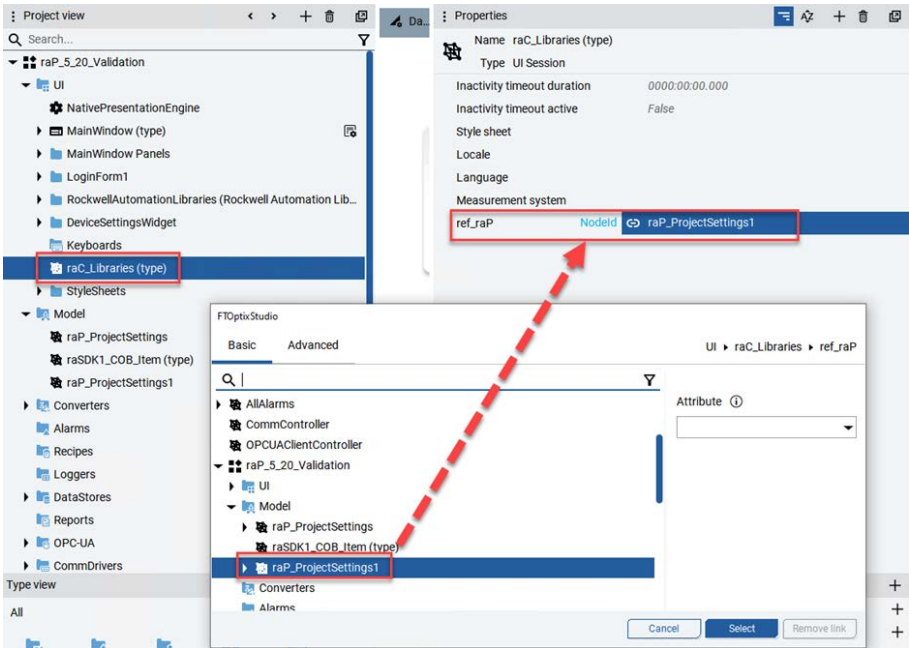 Project view
Search...
raP_5_20_Validation
UI
NativePresentationEngine
MainWindow (type)
MainWindow Panels
LoginForm1
RockwellAutomationLibraries (Rockwell Automation Lib...
DeviceSettingsWidget
Keyboards
raC_Libraries (type)
StyleSheets
Model
raP_ProjectSettings
raSDK1_COB_Item (type)
raP_ProjectSettings1
Converters
Alarms
Recipes
Loggers
DataStores
Reports
OPC-UA
CommDrivers
Type view
All
Da...
Properties
Name raC_Libraries (type)
Type UI Session
Inactivity timeout duration 0000:00:00.000
Inactivity timeout active False
Style sheet
Locale
Language
Measurement system
ref_raP NodeId raP_ProjectSettings1
FTOptixStudio
Basic Advanced
UI raC_Libraries ref_raP
AllAlarms
CommController
OPCUAClientController
raP_5_20_Validation
UI
Model
raP_ProjectSettings
raSDK1_COB_Item (type)
raP_ProjectSettings1
Converters
Alarms
Attribute
Cancel Select Remove link